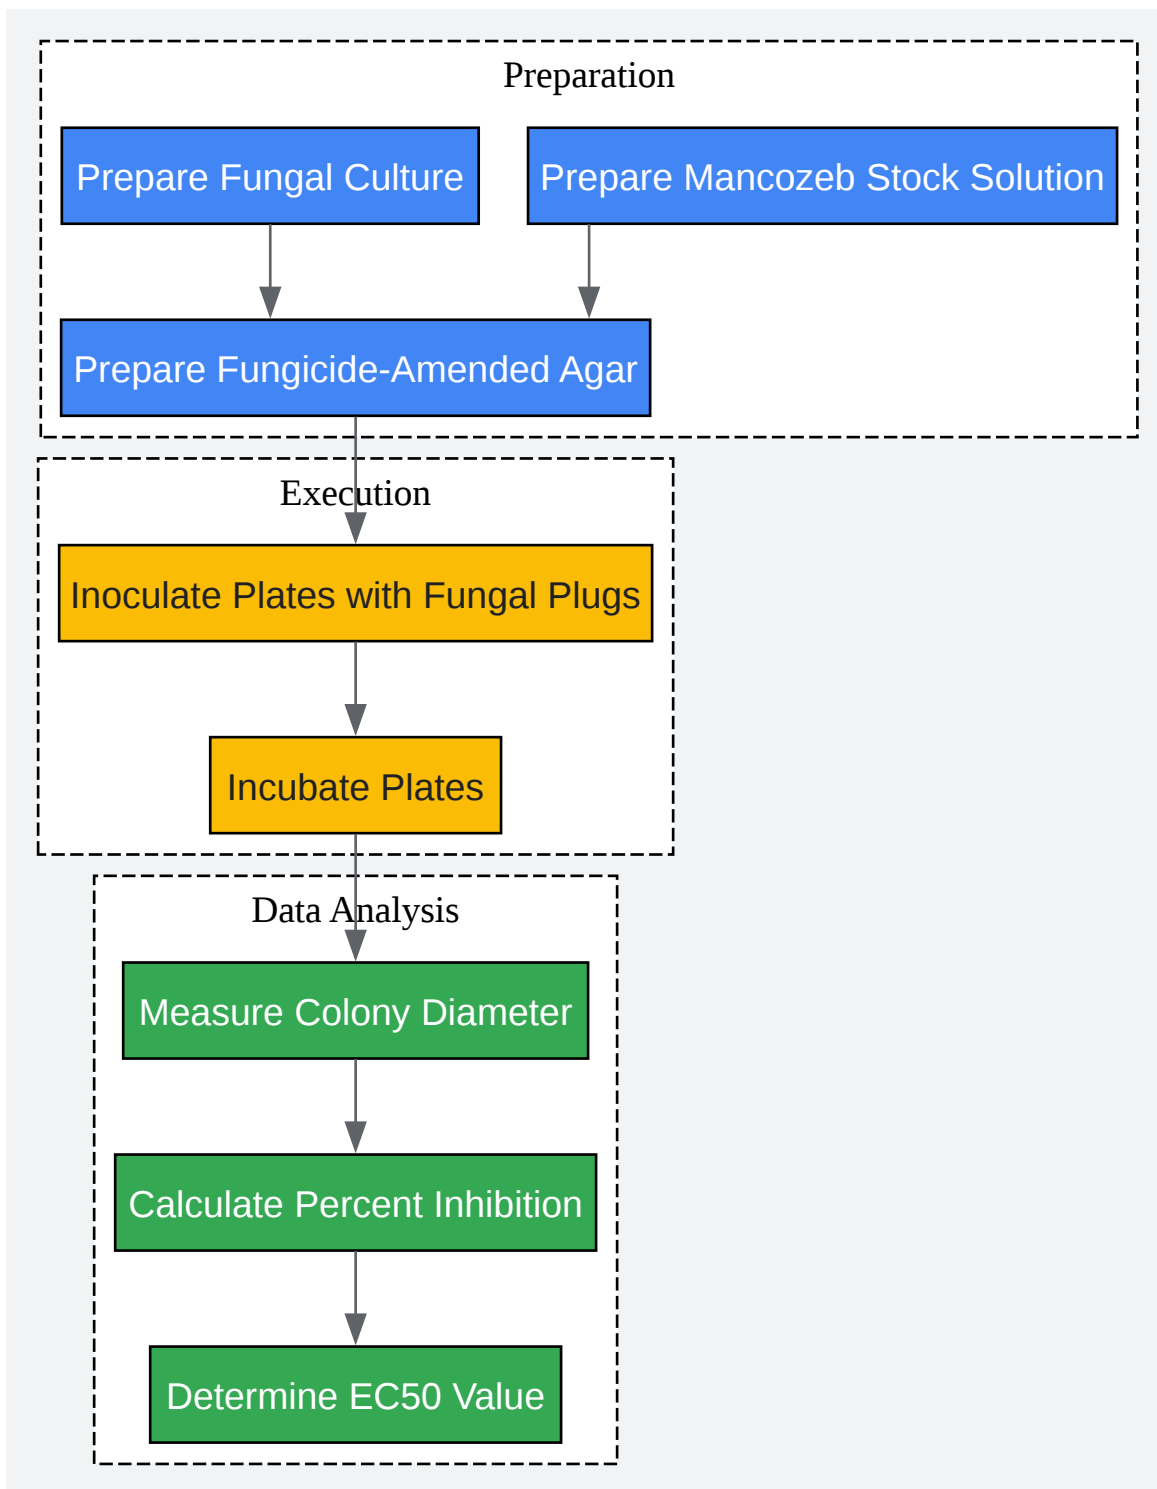 Preparation
Prepare Fungal Culture
Prepare Mancozeb Stock Solution
Prepare Fungicide-Amended Agar
Execution
Inoculate Plates with Fungal Plugs
Incubate Plates
Data Analysis
Measure Colony Diameter
Calculate Percent Inhibition
Determine EC50 Value